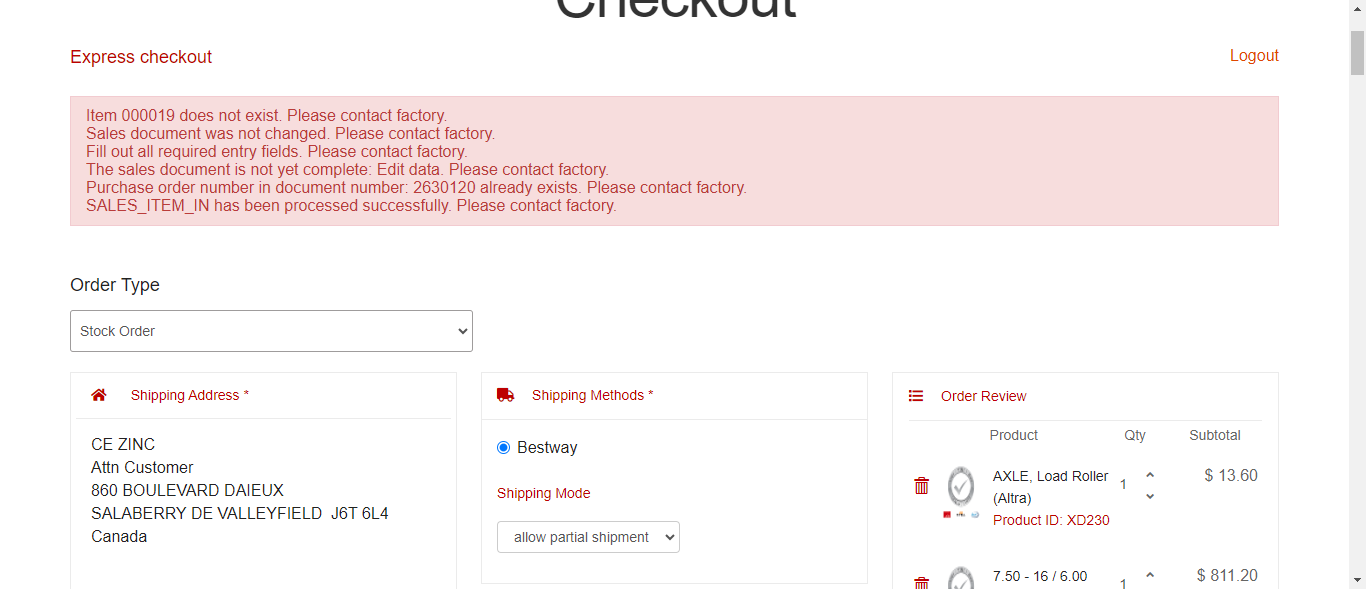 Checkout
Express checkout
Logout
Item 000019 does not exist. Please contact factory.
Sales document was not changed. Please contact factory.
Fill out all required entry fields. Please contact factory.
The sales document is not yet complete: Edit data. Please contact factory.
Purchase order number in document number: 2630120 already exists. Please contact factory.
SALES_ITEM_IN has been processed successfully. Please contact factory.
Order Type
Stock Order
Shipping Address *
CE ZINC
Attn Customer
860 BOULEVARD DAIEUX
SALABERRY DE VALLEYFIELD  J6T 6L4
Canada
Shipping Methods *
Bestway
Shipping Mode
allow partial shipment
Order Review
Product Qty Subtotal
AXLE, Load Roller 1 $ 13.60
(Altra)
Product ID: XD230
7.50 - 16 / 6.00 1 $ 811.20